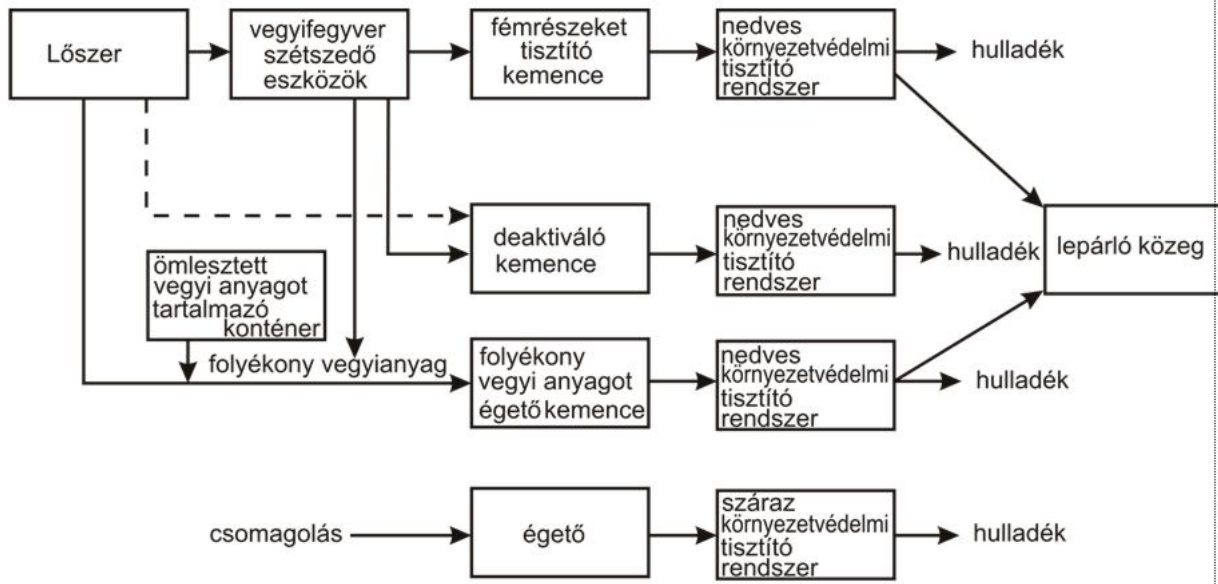 Lőszer
vegyifegyver
szétszedő
eszközök
fémrészeket
tisztító
kemence
nedves
környezetvédelmi
tisztító
rendszer
hulladék
deaktiváló
kemence
nedves
környezetvédelmi
tisztító
rendszer
hulladék
lepárló közeg
ömlesztett
vegyi anyagot
tartalmazó
konténer
folyékony vegyianyag
folyékony
vegyi anyagot
égető kemence
nedves
környezetvédelmi
tisztító
rendszer
hulladék
csomagolás
égető
száraz
környezetvédelmi
tisztító
rendszer
hulladék